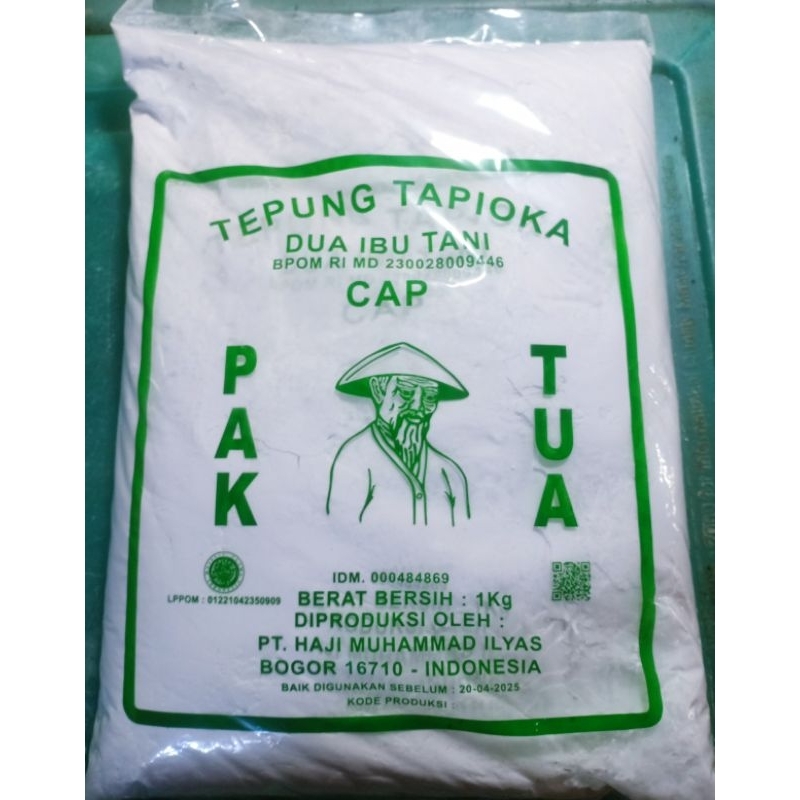 TEPUNG TAPIOKA
DUA IBU TANI
BPOM RI MD 230028009446
CAP
PAK
TUA
IDM. 000484869
LPPOM : 01221042350909
BERAT BERSIH : 1Kg
DIPRODUKSI OLEH :
PT. HAJI MUHAMMAD ILYAS
BOGOR 16710 - INDONESIA
BAIK DIGUNAKAN SEBELUM : 20-04-2025
KODE PRODUKSI :